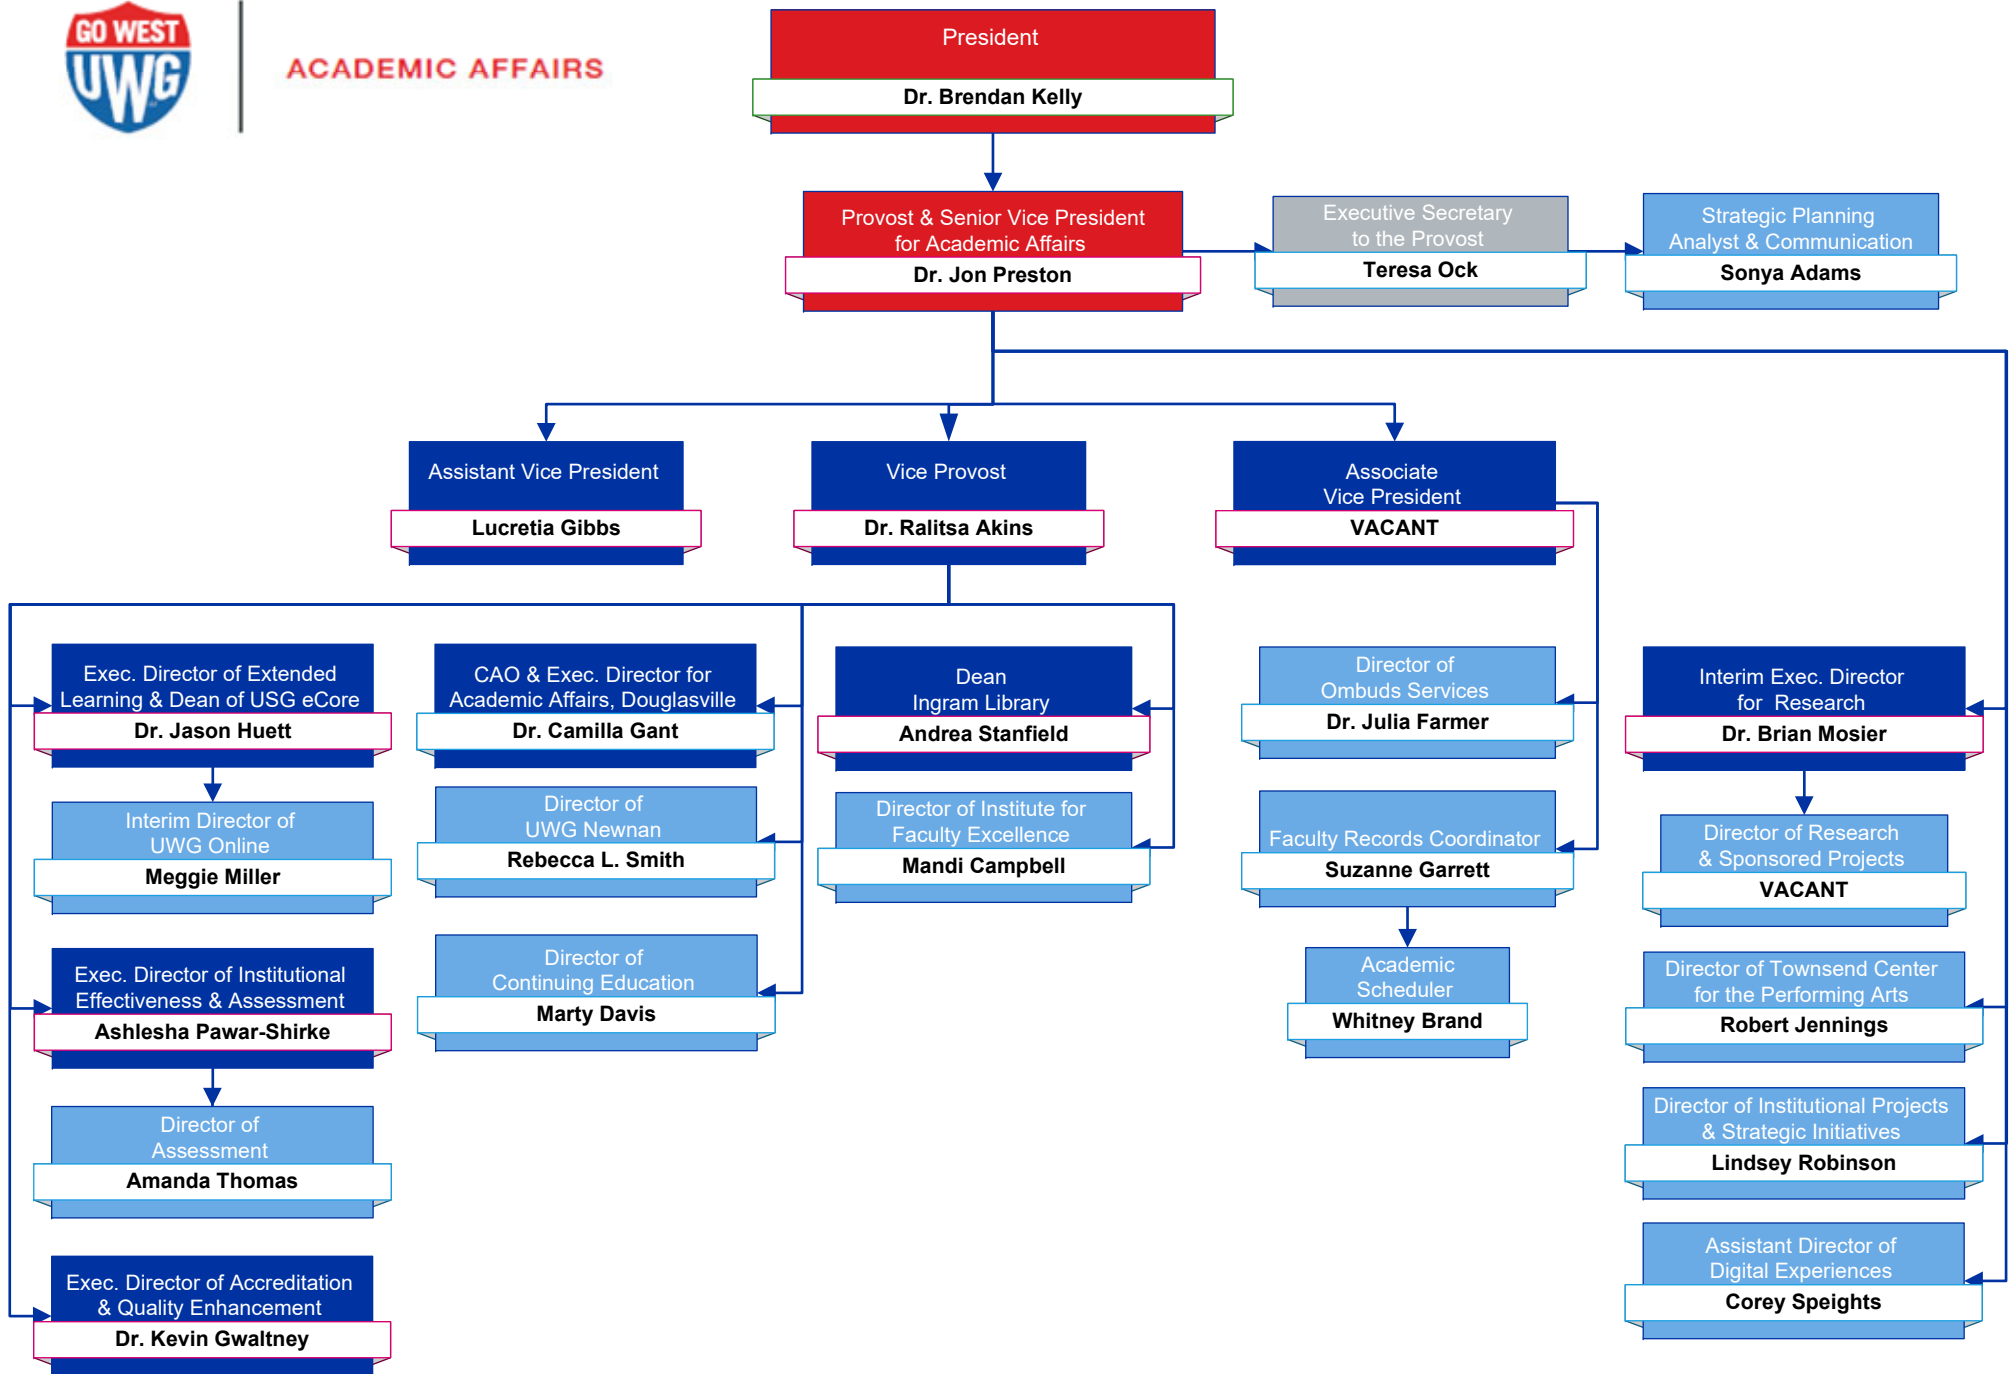 GO WEST
UWG
ACADEMIC AFFAIRS
President
Dr. Brendan Kelly
Provost & Senior Vice President
for Academic Affairs
Dr. Jon Preston
Executive Secretary
to the Provost
Teresa Ock
Strategic Planning
Analyst & Communication
Sonya Adams
Assistant Vice President
Lucretia Gibbs
Vice Provost
Dr. Ralitsa Akins
Associate
Vice President
VACANT
Exec. Director of Extended
Learning & Dean of USG eCore
Dr. Jason Huett
CAO & Exec. Director for
Academic Affairs, Douglasville
Dr. Camilla Gant
Dean
Ingram Library
Andrea Stanfield
Director of
Ombuds Services
Dr. Julia Farmer
Interim Exec. Director
for Research
Dr. Brian Mosier
Interim Director of
UWG Online
Meggie Miller
Director of
UWG Newnan
Rebecca L. Smith
Director of Institute for
Faculty Excellence
Mandi Campbell
Faculty Records Coordinator
Suzanne Garrett
Director of Research
& Sponsored Projects
VACANT
Exec. Director of Institutional
Effectiveness & Assessment
Ashlesha Pawar-Shirke
Director of
Continuing Education
Marty Davis
Academic
Scheduler
Whitney Brand
Director of Townsend Center
for the Performing Arts
Robert Jennings
Director of
Assessment
Amanda Thomas
Director of Institutional Projects
& Strategic Initiatives
Lindsey Robinson
Exec. Director of Accreditation
& Quality Enhancement
Dr. Kevin Gwaltney
Assistant Director of
Digital Experiences
Corey Speights